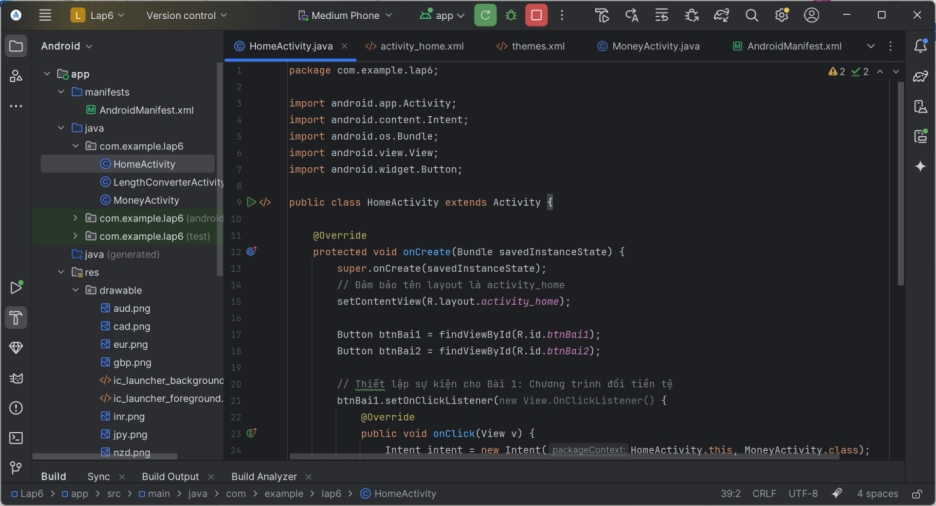 Lap6
Version control
Medium Phone
app
Android
HomeActivity.java
activity_home.xml
themes.xml
MoneyActivity.java
AndroidManifest.xml
app
manifests
AndroidManifest.xml
java
com.example.lap6
HomeActivity
LengthConverterActivity
MoneyActivity
com.example.lap6 (android
com.example.lap6 (test)
java (generated)
res
drawable
aud.png
cad.png
eur.png
gbp.png
ic_launcher_background
ic_launcher_foreground.
inr.png
jpy.png
nzd.png
2 2
1 package com.example.lap6;
2
3 import android.app.Activity;
4 import android.content.Intent;
5 import android.os.Bundle;
6 import android.view.View;
7 import android.widget.Button;
8
9 public class HomeActivity extends Activity {
10
11 @Override
12 protected void onCreate(Bundle savedInstanceState) {
13 super.onCreate(savedInstanceState);
14 // Đảm bảo tên layout là activity_home
15 setContentView(R.layout.activity_home);
16
17 Button btnBai1 = findViewById(R.id.btnBai1);
18 Button btnBai2 = findViewById(R.id.btnBai2);
19
20 // Thiết lập sự kiện cho Bài 1: Chương trình đổi tiền tệ
21 btnBai1.setOnClickListener(new View.OnClickListener() {
22 @Override
23 public void onClick(View v) {
24 Intent intent = new Intent( packageContext: HomeActivity.this, MoneyActivity.class);
Build
Sync
Build Output
Build Analyzer
Lap6 > app > src > main > java > com > example > lap6 > HomeActivity
39:2
CRLF
UTF-8
4 spaces